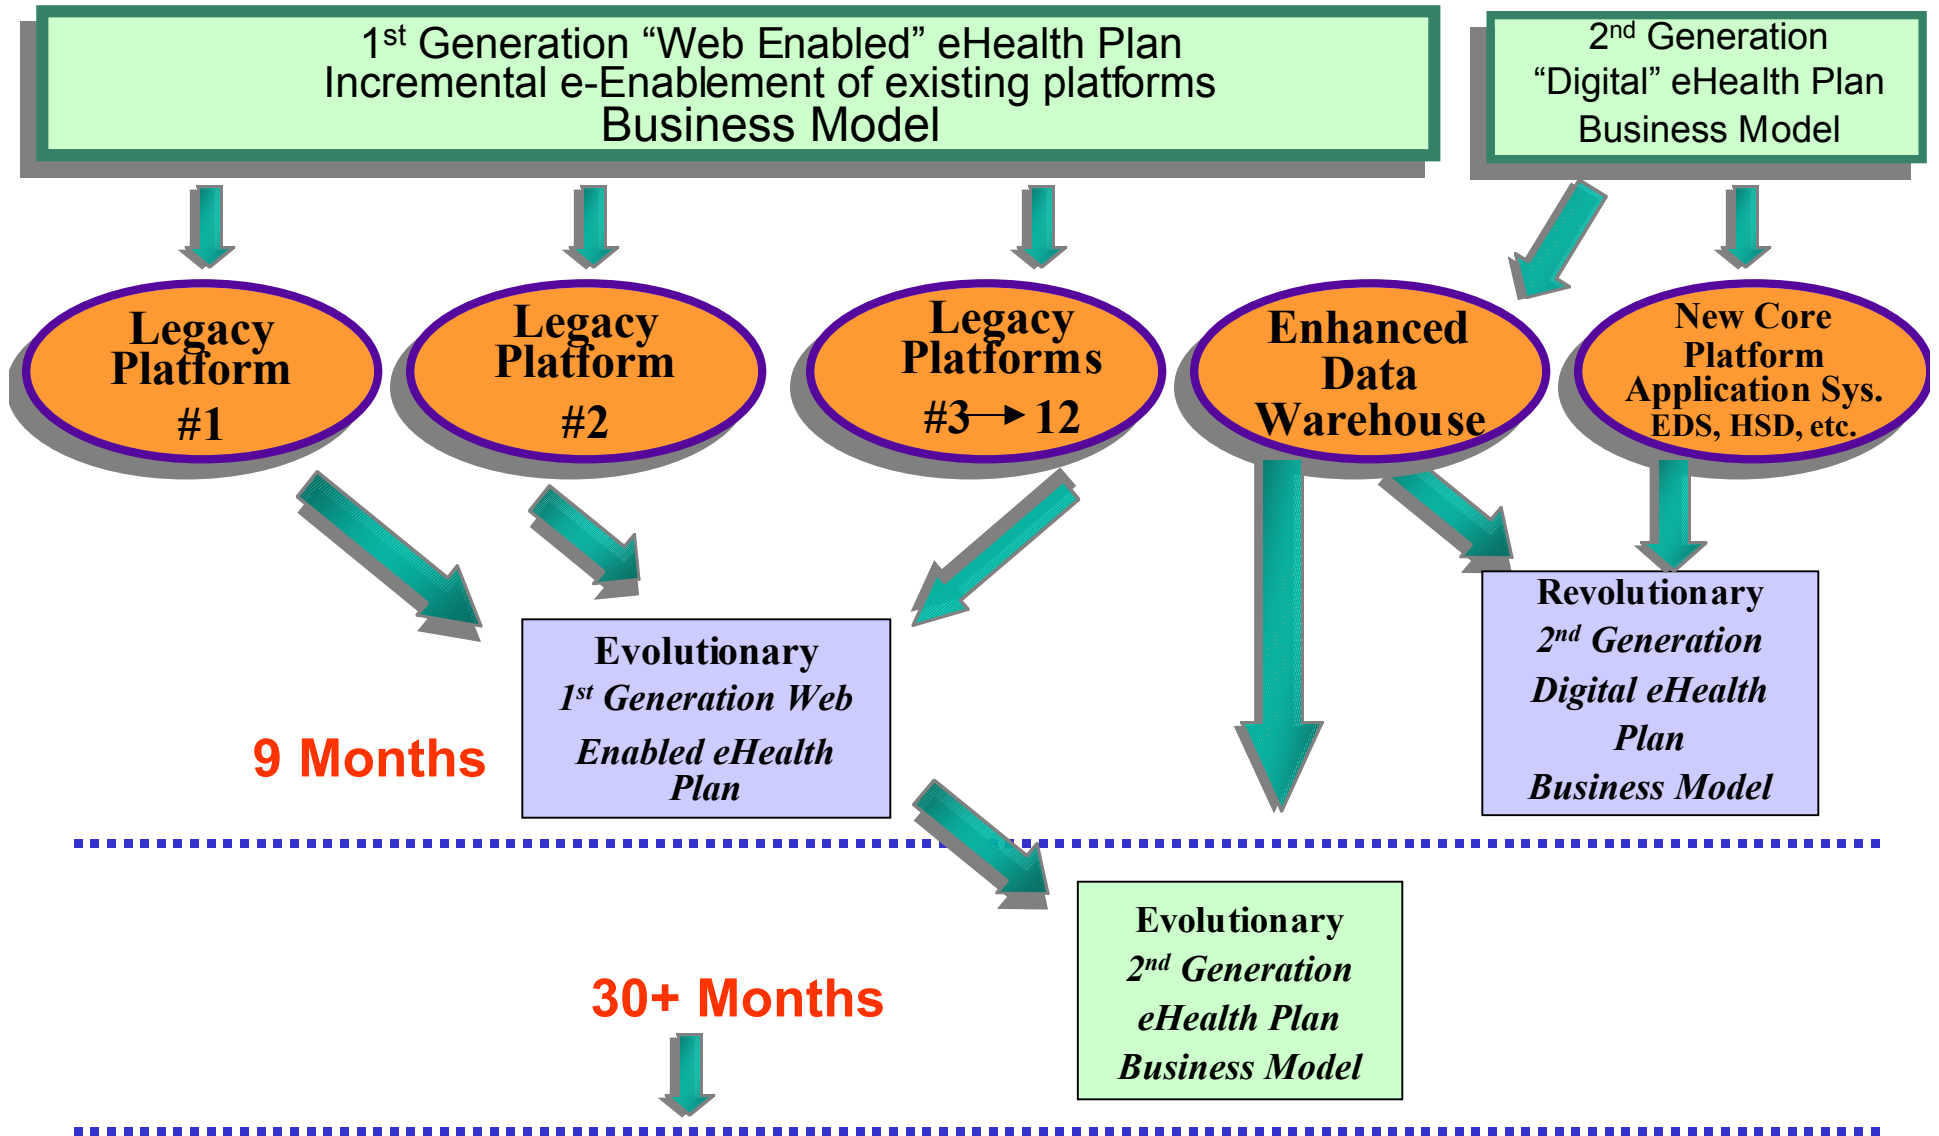 1st Generation “Web Enabled” eHealth Plan
Incremental e-Enablement of existing platforms
Business Model
2nd Generation
“Digital” eHealth Plan
Business Model
Legacy
Platform
#1
Legacy
Platform
#2
Legacy
Platforms
#3 → 12
Enhanced
Data
Warehouse
New Core
Platform
Application Sys.
EDS, HSD, etc.
Evolutionary
1st Generation Web
Enabled eHealth
Plan
Revolutionary
2nd Generation
Digital eHealth
Plan
Business Model
9 Months
Evolutionary
2nd Generation
eHealth Plan
Business Model
30+ Months